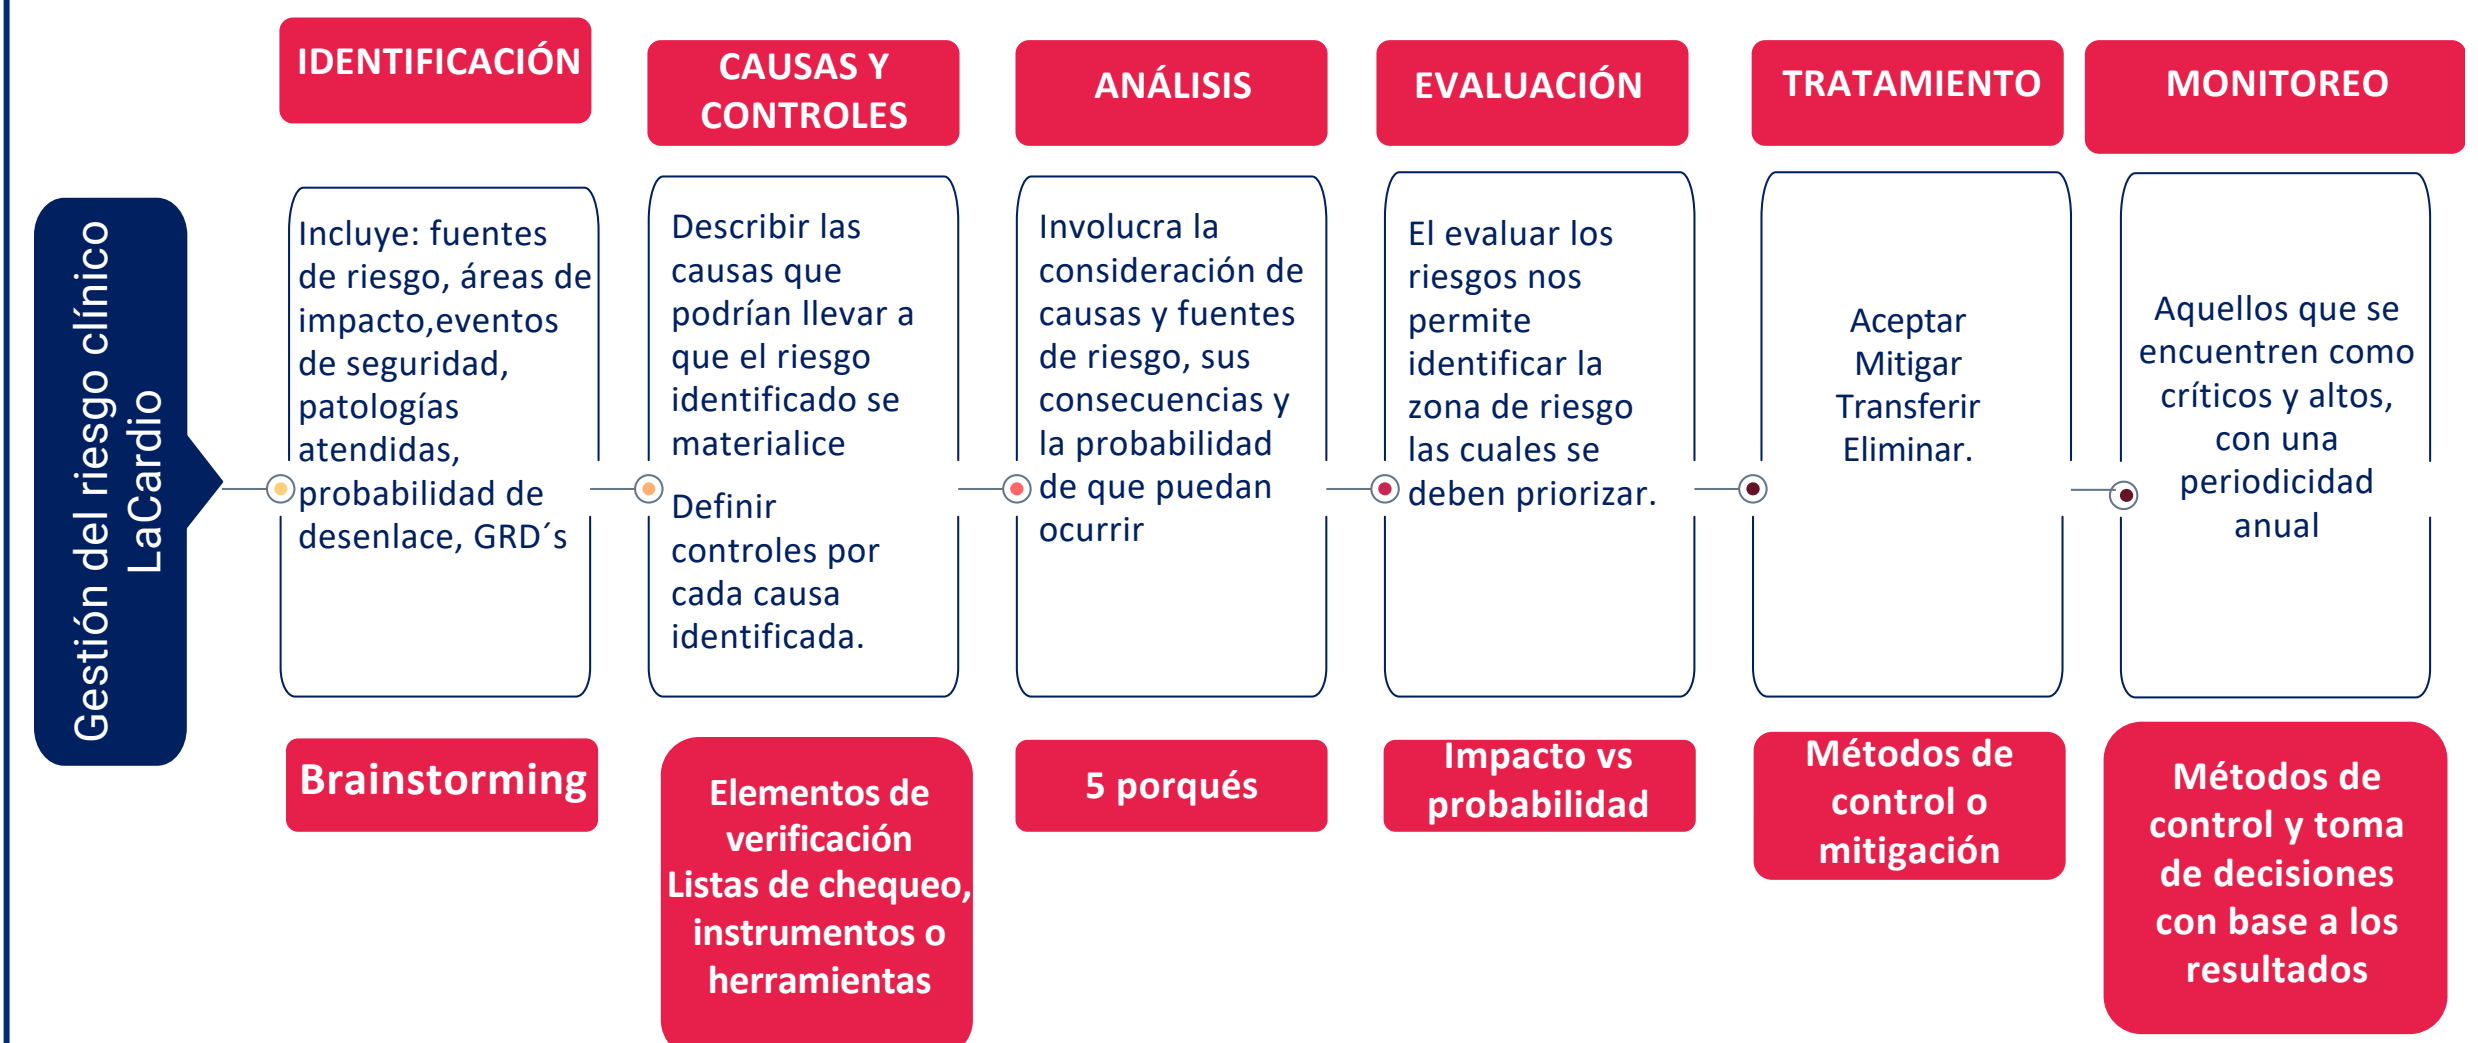 Gestión del riesgo clínico
LaCardio
IDENTIFICACIÓN
Incluye: fuentes
de riesgo, áreas de
impacto,eventos
de seguridad,
patologías
atendidas,
probabilidad de
desenlace, GRD´s
Brainstorming
CAUSAS Y
CONTROLES
Describir las
causas que
podrían llevar a
que el riesgo
identificado se
materialice
Definir
controles por
cada causa
identificada.
Elementos de
verificación
Listas de chequeo,
instrumentos o
herramientas
ANÁLISIS
Involucra la
consideración de
causas y fuentes
de riesgo, sus
consecuencias y
la probabilidad
de que puedan
ocurrir
5 porqués
EVALUACIÓN
El evaluar los
riesgos nos
permite
identificar la
zona de riesgo
las cuales se
deben priorizar.
Impacto vs
probabilidad
TRATAMIENTO
Aceptar
Mitigar
Transferir
Eliminar.
Métodos de
control o
mitigación
MONITOREO
Aquellos que se
encuentren como
críticos y altos,
con una
periodicidad
anual
Métodos de
control y toma
de decisiones
con base a los
resultados